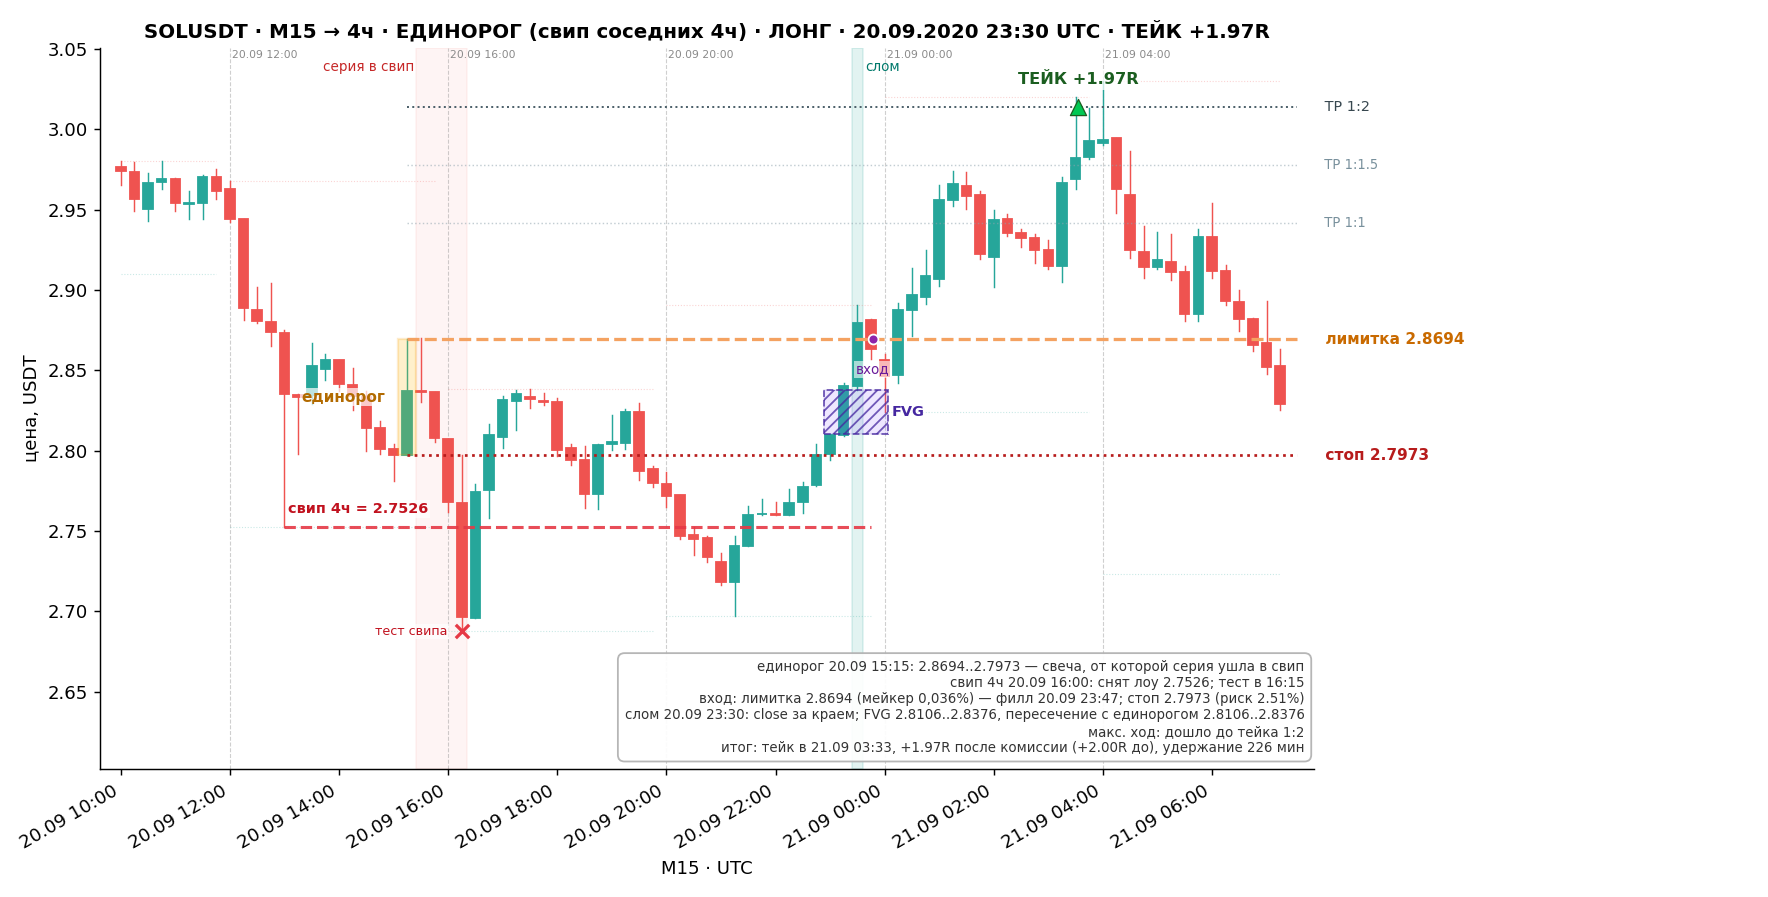 SOLUSDT · M15 → 4ч · ЕДИНОРОГ (свип соседних 4ч) · ЛОНГ · 20.09.2020 23:30 UTC · ТЕЙК +1.97R
20.09 12:00
20.09 16:00
20.09 20:00
21.09 00:00
21.09 04:00
серия в свип
слом
ТЕЙК +1.97R
TP 1:2
TP 1:1.5
TP 1:1
лимитка 2.8694
вход
единорог
FVG
стоп 2.7973
свип 4ч = 2.7526
тест свипа
3.05
3.00
2.95
2.90
2.85
2.80
2.75
2.70
2.65
цена, USDT
единорог 20.09 15:15: 2.8694..2.7973 — свеча, от которой серия ушла в свип
свип 4ч 20.09 16:00: снят лоу 2.7526; тест в 16:15
вход: лимитка 2.8694 (мейкер 0,036%) — филл 20.09 23:47; стоп 2.7973 (риск 2.51%)
слом 20.09 23:30: close за краем; FVG 2.8106..2.8376, пересечение с единорогом 2.8106..2.8376
макс. ход: дошло до тейка 1:2
итог: тейк в 21.09 03:33, +1.97R после комиссии (+2.00R до), удержание 226 мин
20.09 10:00
20.09 12:00
20.09 14:00
20.09 16:00
20.09 18:00
20.09 20:00
20.09 22:00
21.09 00:00
21.09 02:00
21.09 04:00
21.09 06:00
M15 · UTC